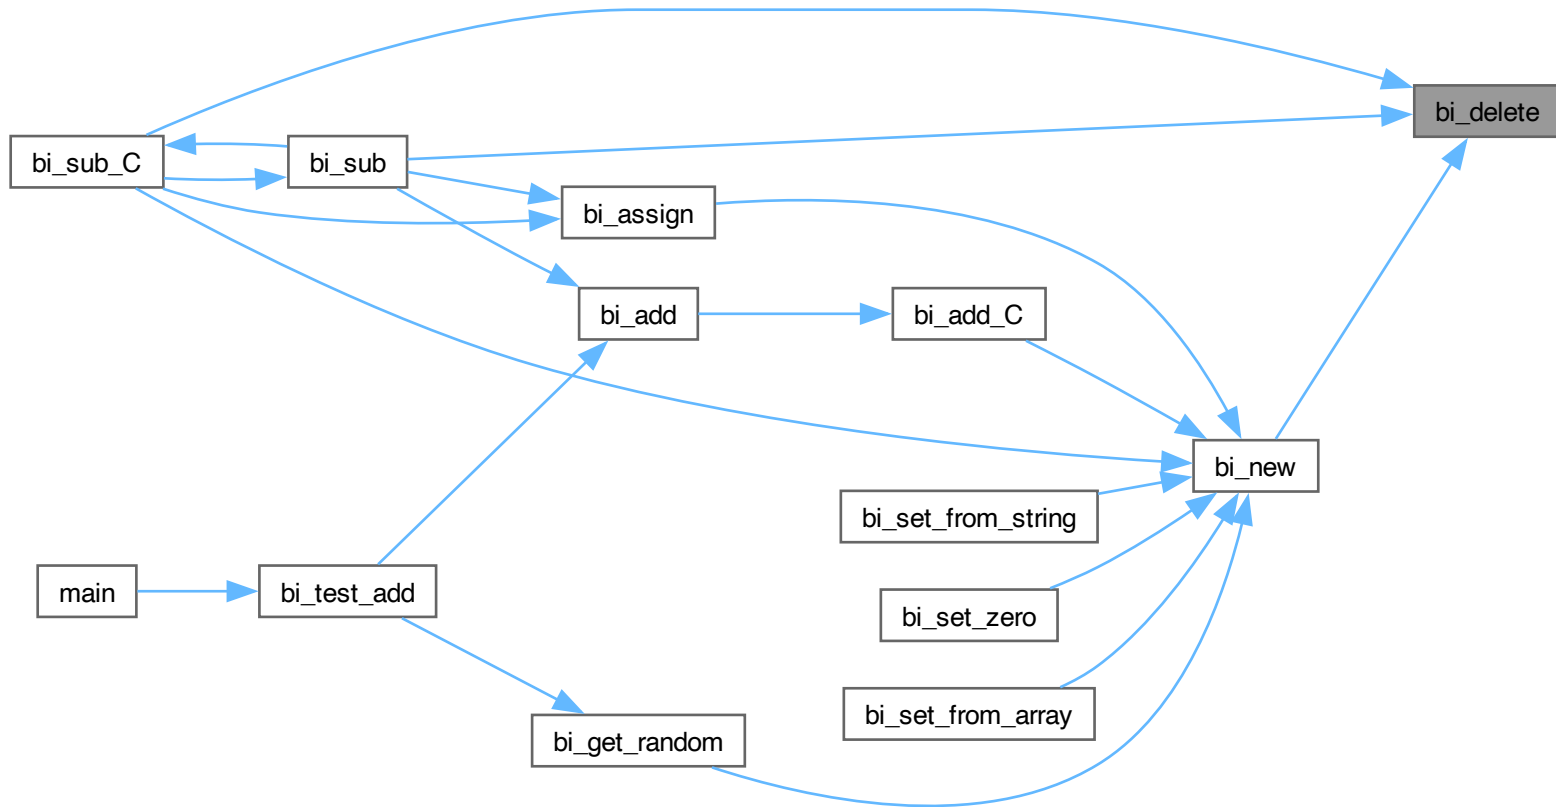 bi_delete
bi_sub_C
bi_sub
bi_assign
bi_add
bi_add_C
bi_new
bi_set_from_string
main
bi_test_add
bi_set_zero
bi_set_from_array
bi_get_random